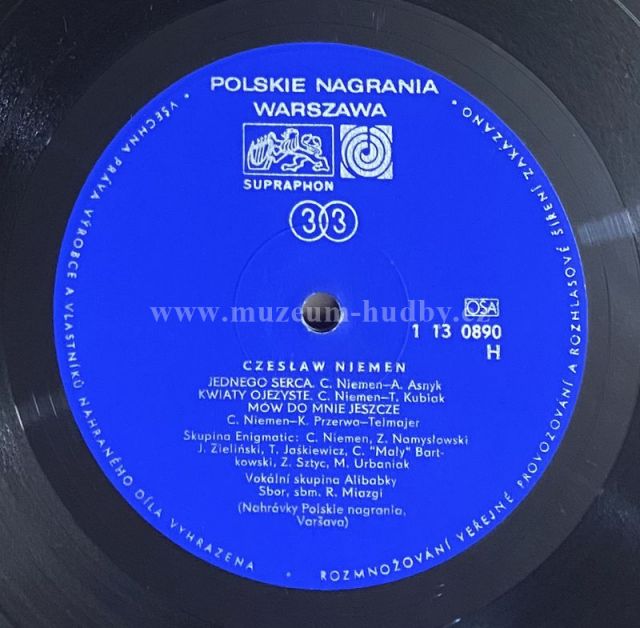 POLSKIE NAGRANIA
WARSZAWA
SUPRAPHON
33
www.muzeum-hudby.cz
OSA
1 13 0890
H
CZESŁAW NIEMEN
JEDNEGO SERCA. C. Niemen–A. Asnyk
KWIATY OJEZYSTE. C. Niemen–T. Kubiak
MÓW DO MNIE JESZCZE
C. Niemen–K. Przerwa–Telmajer
Skupina Enigmatic: C. Niemen, Z. Namysłowski
J. Zieliński, T. Jaśkiewicz, C. "Maly" Bart-
kowski, Z. Sztyc, M. Urbaniak
Vokální skupina Alibabky
Sbor, sbm. R. Miazgi
(Nahrávky Polskie nagrania,
Varšava)
• VŠECHNA PRÁVA VÝROBCE A VLASTNÍKŮ NAHRANÉHO DÍLA VYHRAZENA • ROZMNOŽOVÁNÍ VEŘEJNÉ PROVOZOVÁNÍ A ROZHLASOVÉ ŠÍŘENÍ ZAKÁZÁNO •